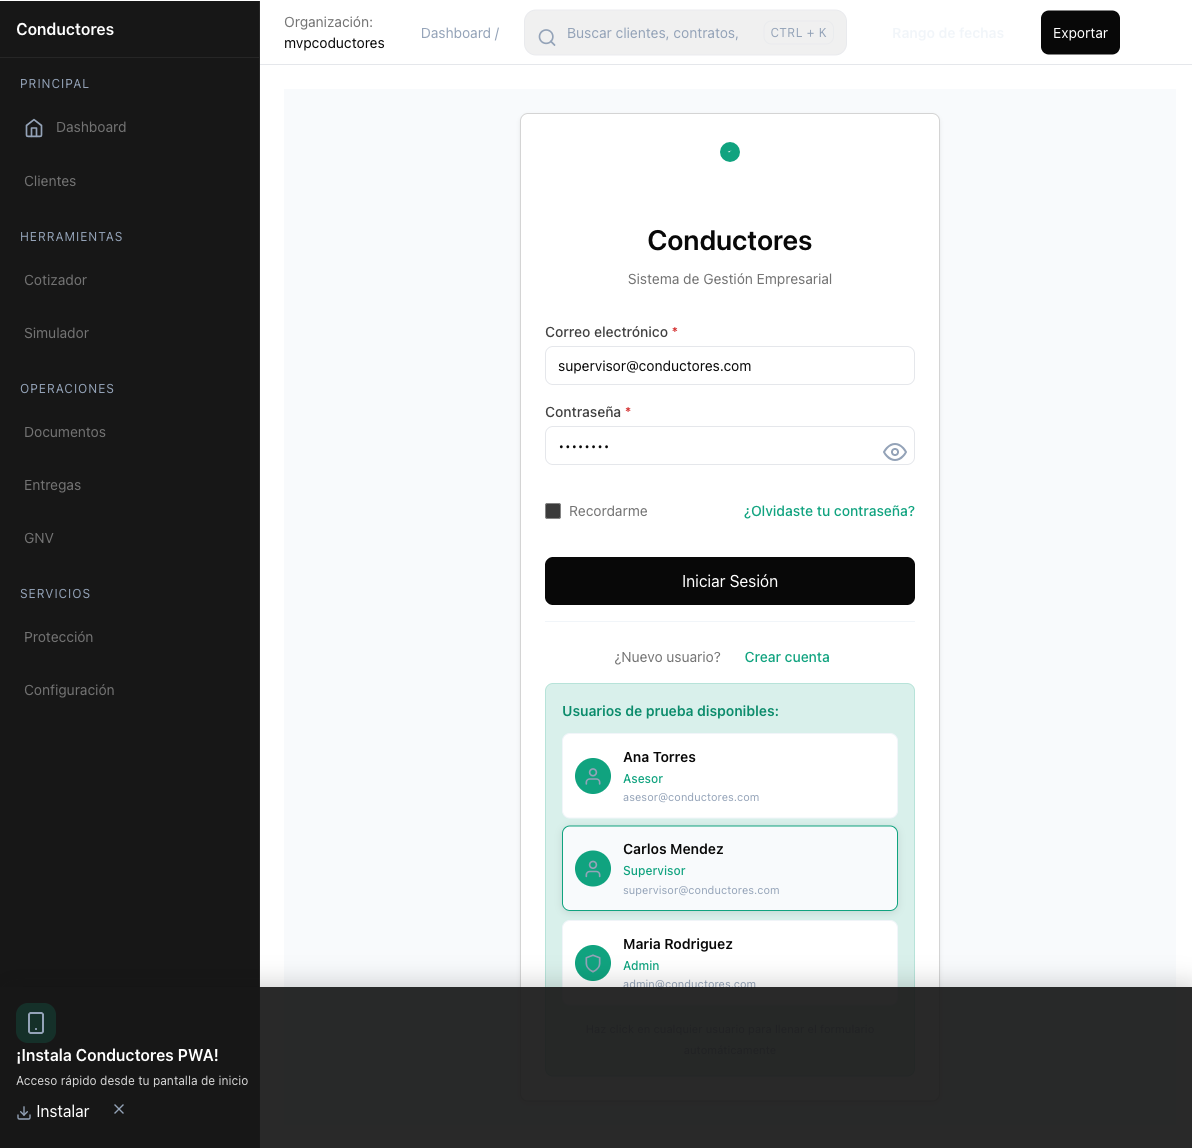 Conductores
PRINCIPAL
Dashboard
Clientes
HERRAMIENTAS
Cotizador
Simulador
OPERACIONES
Documentos
Entregas
GNV
SERVICIOS
Protección
Configuración
¡Instala Conductores PWA!
Acceso rápido desde tu pantalla de inicio
Instalar
Organización:
mvpcoductores
Dashboard /
Buscar clientes, contratos,
CTRL + K
Rango de fechas
Exportar
Conductores
Sistema de Gestión Empresarial
Correo electrónico *
supervisor@conductores.com
Contraseña *
••••••••
Recordarme
¿Olvidaste tu contraseña?
Iniciar Sesión
¿Nuevo usuario? Crear cuenta
Usuarios de prueba disponibles:
Ana Torres
Asesor
asesor@conductores.com
Carlos Mendez
Supervisor
supervisor@conductores.com
Maria Rodriguez
Admin
admin@conductores.com